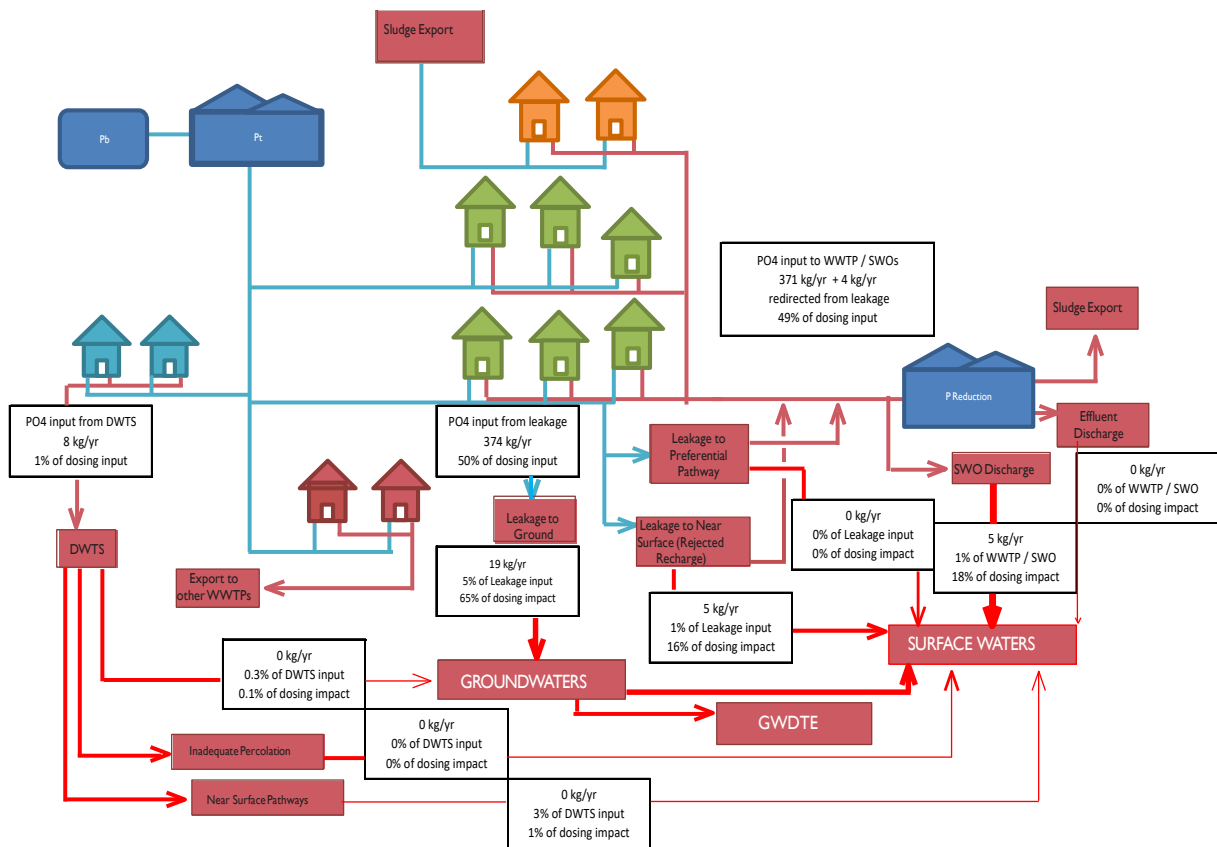 Sludge Export
Pb
Pt
PO4 input to WWTP / SWOs
371 kg/yr + 4 kg/yr
redirected from leakage
49% of dosing input
Sludge Export
P Reduction
Effluent
Discharge
PO4 input from DWTS
8 kg/yr
1% of dosing input
PO4 input from leakage
374 kg/yr
50% of dosing input
Leakage to
Preferential
Pathway
SWO Discharge
0 kg/yr
0% of WWTP / SWO
0% of dosing impact
Leakage to
Ground
Leakage to Near
Surface (Rejected
Recharge)
0 kg/yr
0% of Leakage input
0% of dosing impact
5 kg/yr
1% of WWTP / SWO
18% of dosing impact
DWTS
Export to
other WWTPs
19 kg/yr
5% of Leakage input
65% of dosing impact
5 kg/yr
1% of Leakage input
16% of dosing impact
SURFACE WATERS
0 kg/yr
0.3% of DWTS input
0.1% of dosing impact
GROUNDWATERS
GWDTE
0 kg/yr
0% of DWTS input
0% of dosing impact
Inadequate Percolation
Near Surface Pathways
0 kg/yr
3% of DWTS input
1% of dosing impact